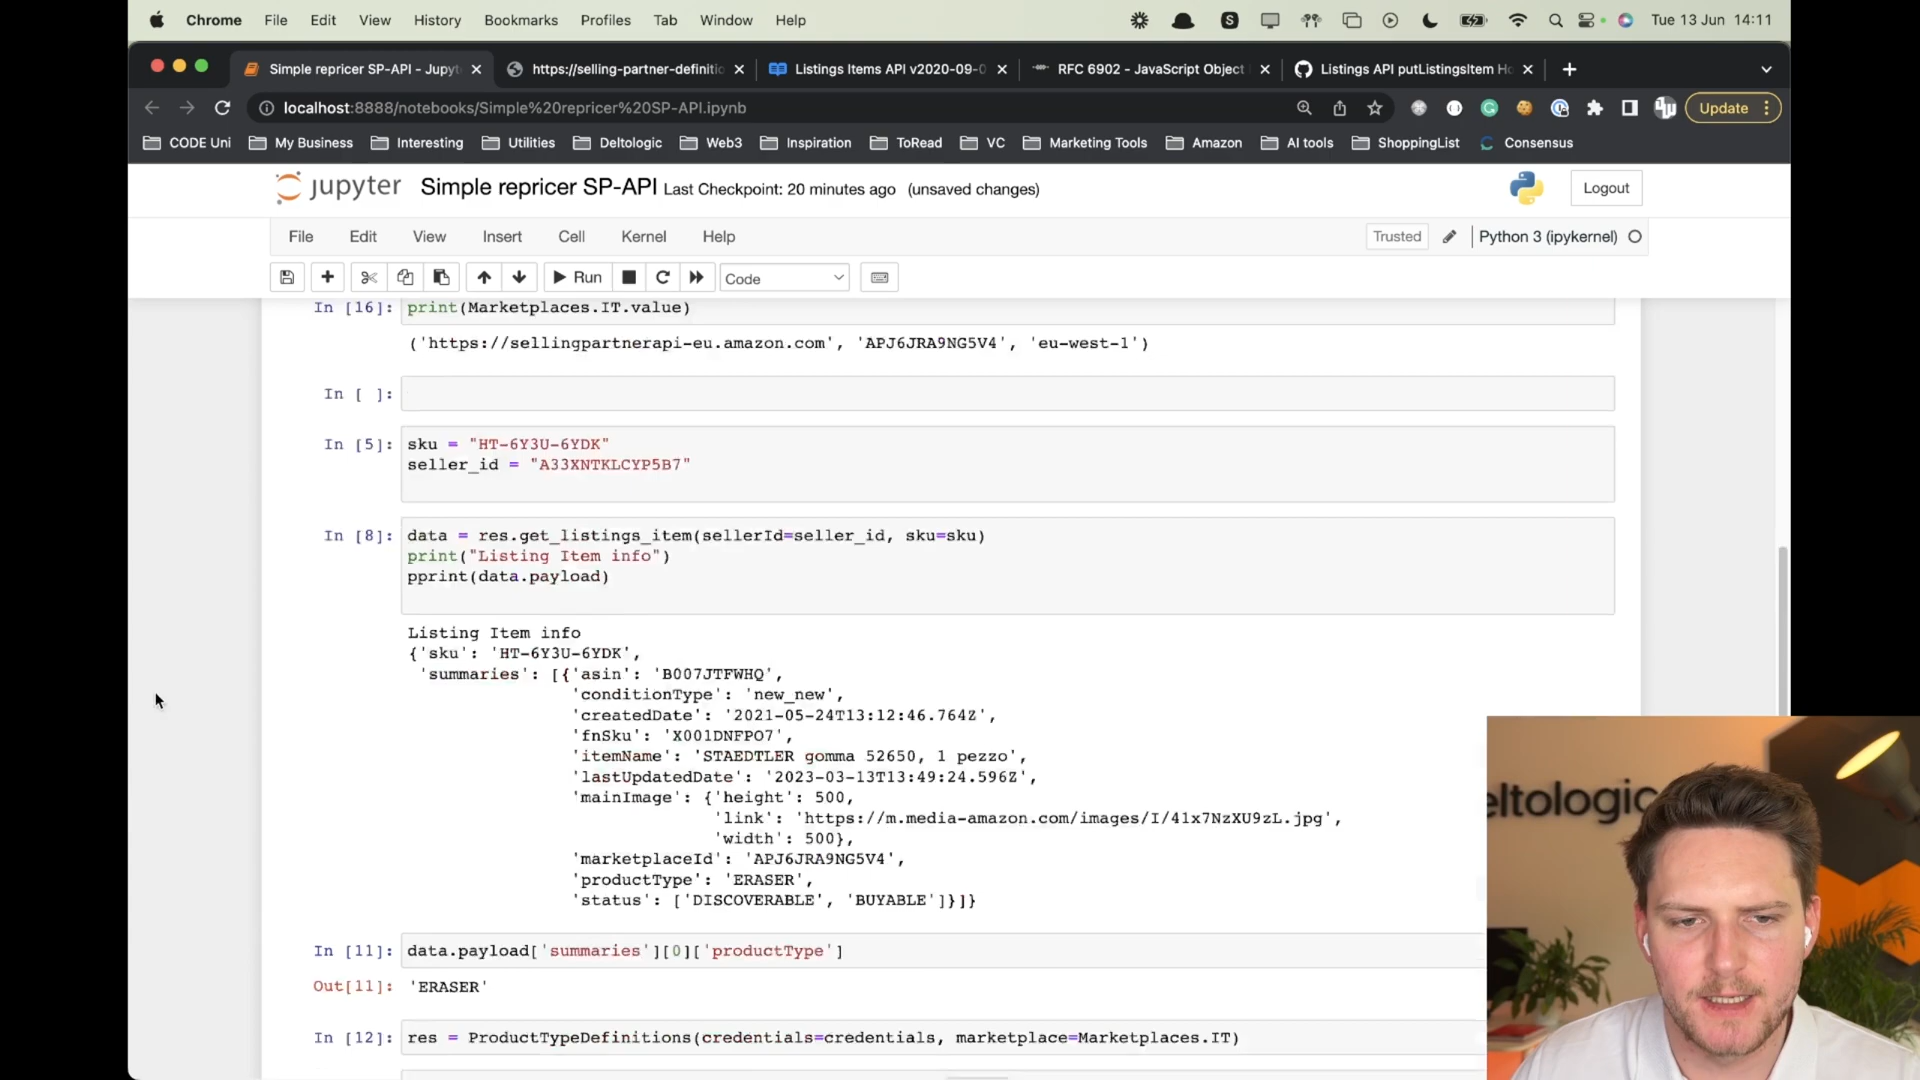 Chrome File Edit View History Bookmarks Profiles Tab Window Help Tue 13 Jun 14:11
Simple repricer SP-API - Jupyt https://selling-partner-definitio Listings Items API v2020-09-0 RFC 6902 - JavaScript Object Listings API putListingsItem Ho
localhost:8888/notebooks/Simple%20repricer%20SP-API.ipynb Update
CODE Uni My Business Interesting Utilities Deltologic Web3 Inspiration ToRead VC Marketing Tools Amazon AI tools ShoppingList Consensus
jupyter Simple repricer SP-API Last Checkpoint: 20 minutes ago (unsaved changes) Logout
File Edit View Insert Cell Kernel Help Trusted Python 3 (ipykernel)
Run Code
In [16]: print(Marketplaces.IT.value)
('https://sellingpartnerapi-eu.amazon.com', 'APJ6JRA9NG5V4', 'eu-west-1')
In [ ]:
In [5]: sku = "HT-6Y3U-6YDK"
seller_id = "A33XNTKLCYP5B7"
In [8]: data = res.get_listings_item(sellerId=seller_id, sku=sku)
print("Listing Item info")
pprint(data.payload)
Listing Item info
{'sku': 'HT-6Y3U-6YDK',
'summaries': [{'asin': 'B007JTFWHQ',
'conditionType': 'new_new',
'createdDate': '2021-05-24T13:12:46.764Z',
'fnSku': 'X001DNFPO7',
'itemName': 'STAEDTLER gomma 52650, 1 pezzo',
'lastUpdatedDate': '2023-03-13T13:49:24.596Z',
'mainImage': {'height': 500,
'link': 'https://m.media-amazon.com/images/I/41x7NzXU9zL.jpg',
'width': 500},
'marketplaceId': 'APJ6JRA9NG5V4',
'productType': 'ERASER',
'status': ['DISCOVERABLE', 'BUYABLE']}]}
In [11]: data.payload['summaries'][0]['productType']
Out[11]: 'ERASER'
In [12]: res = ProductTypeDefinitions(credentials=credentials, marketplace=Marketplaces.IT)
eltologic